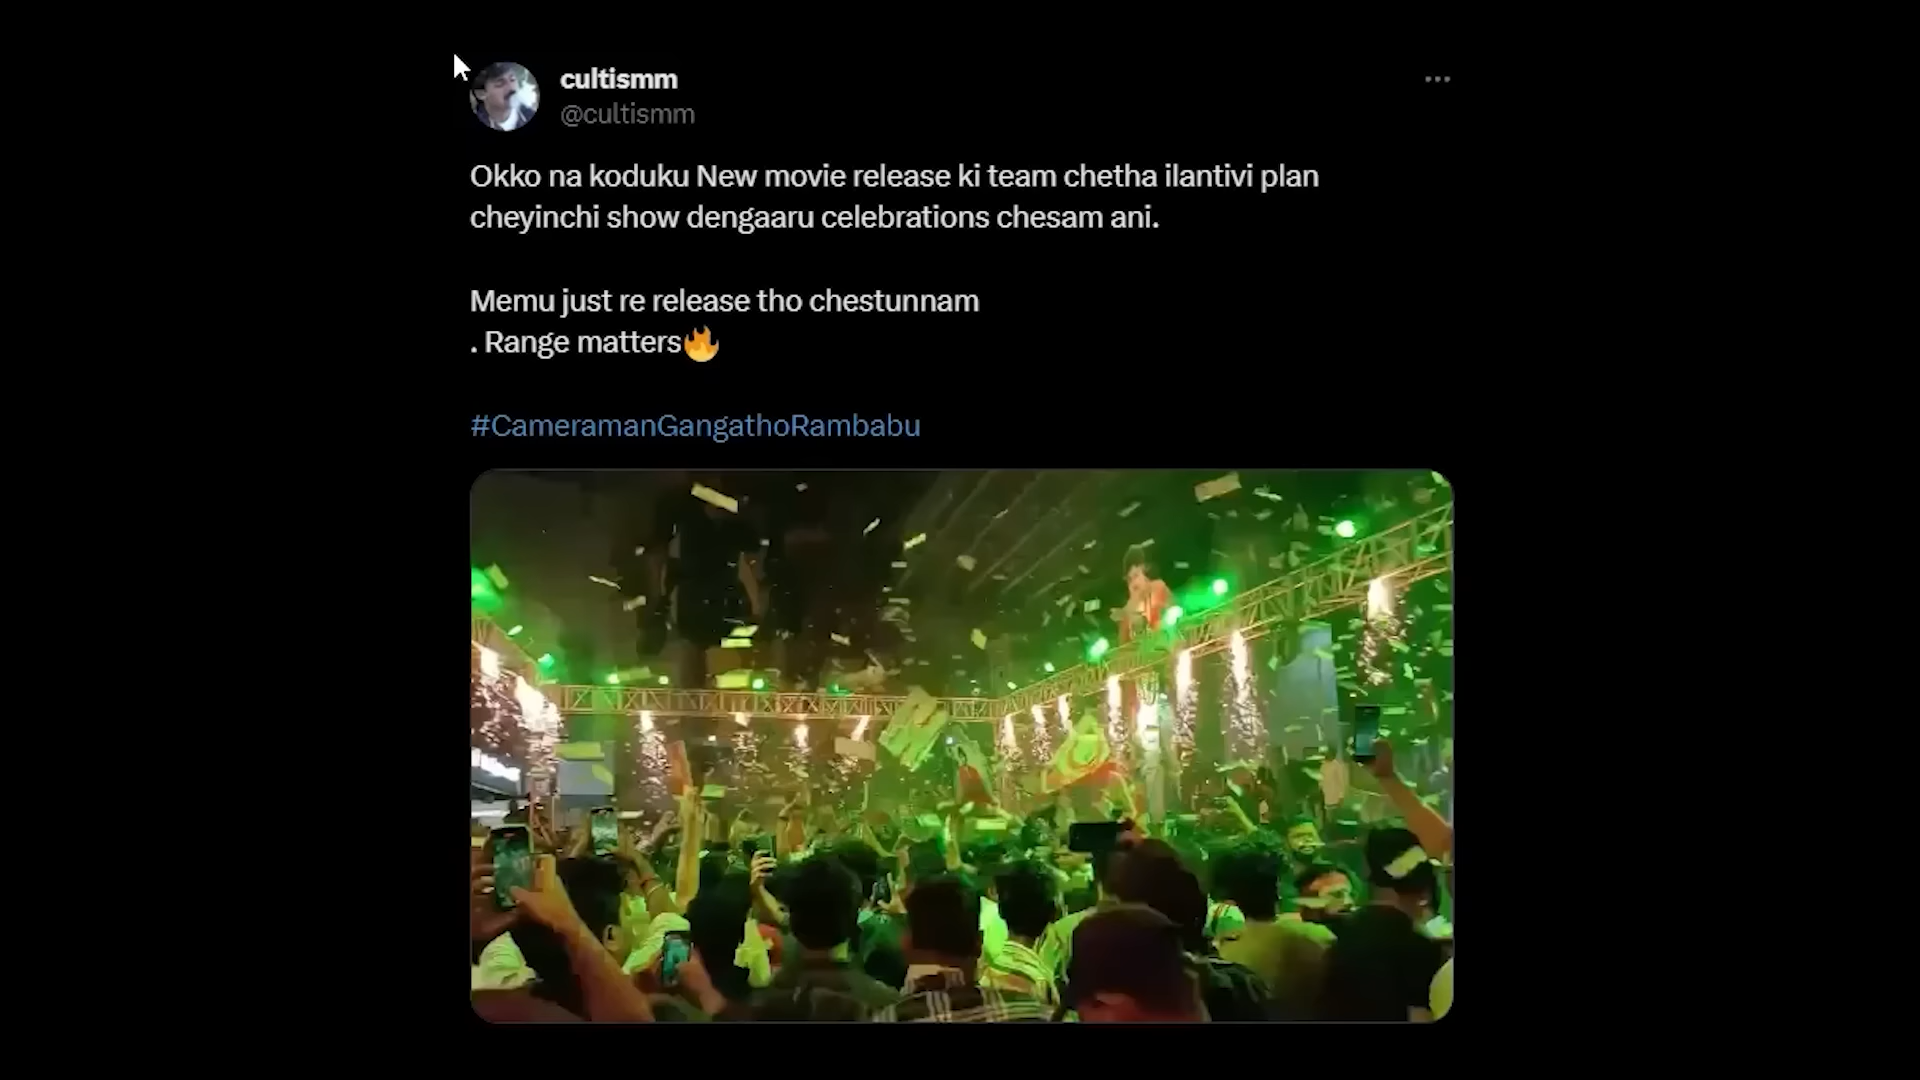 cultismm
@cultismm
Okko na koduku New movie release ki team chetha ilantivi plan
cheyinchi show dengaaru celebrations chesam ani.
Memu just re release tho chestunnam
. Range matters🔥
#CameramanGangathoRambabu